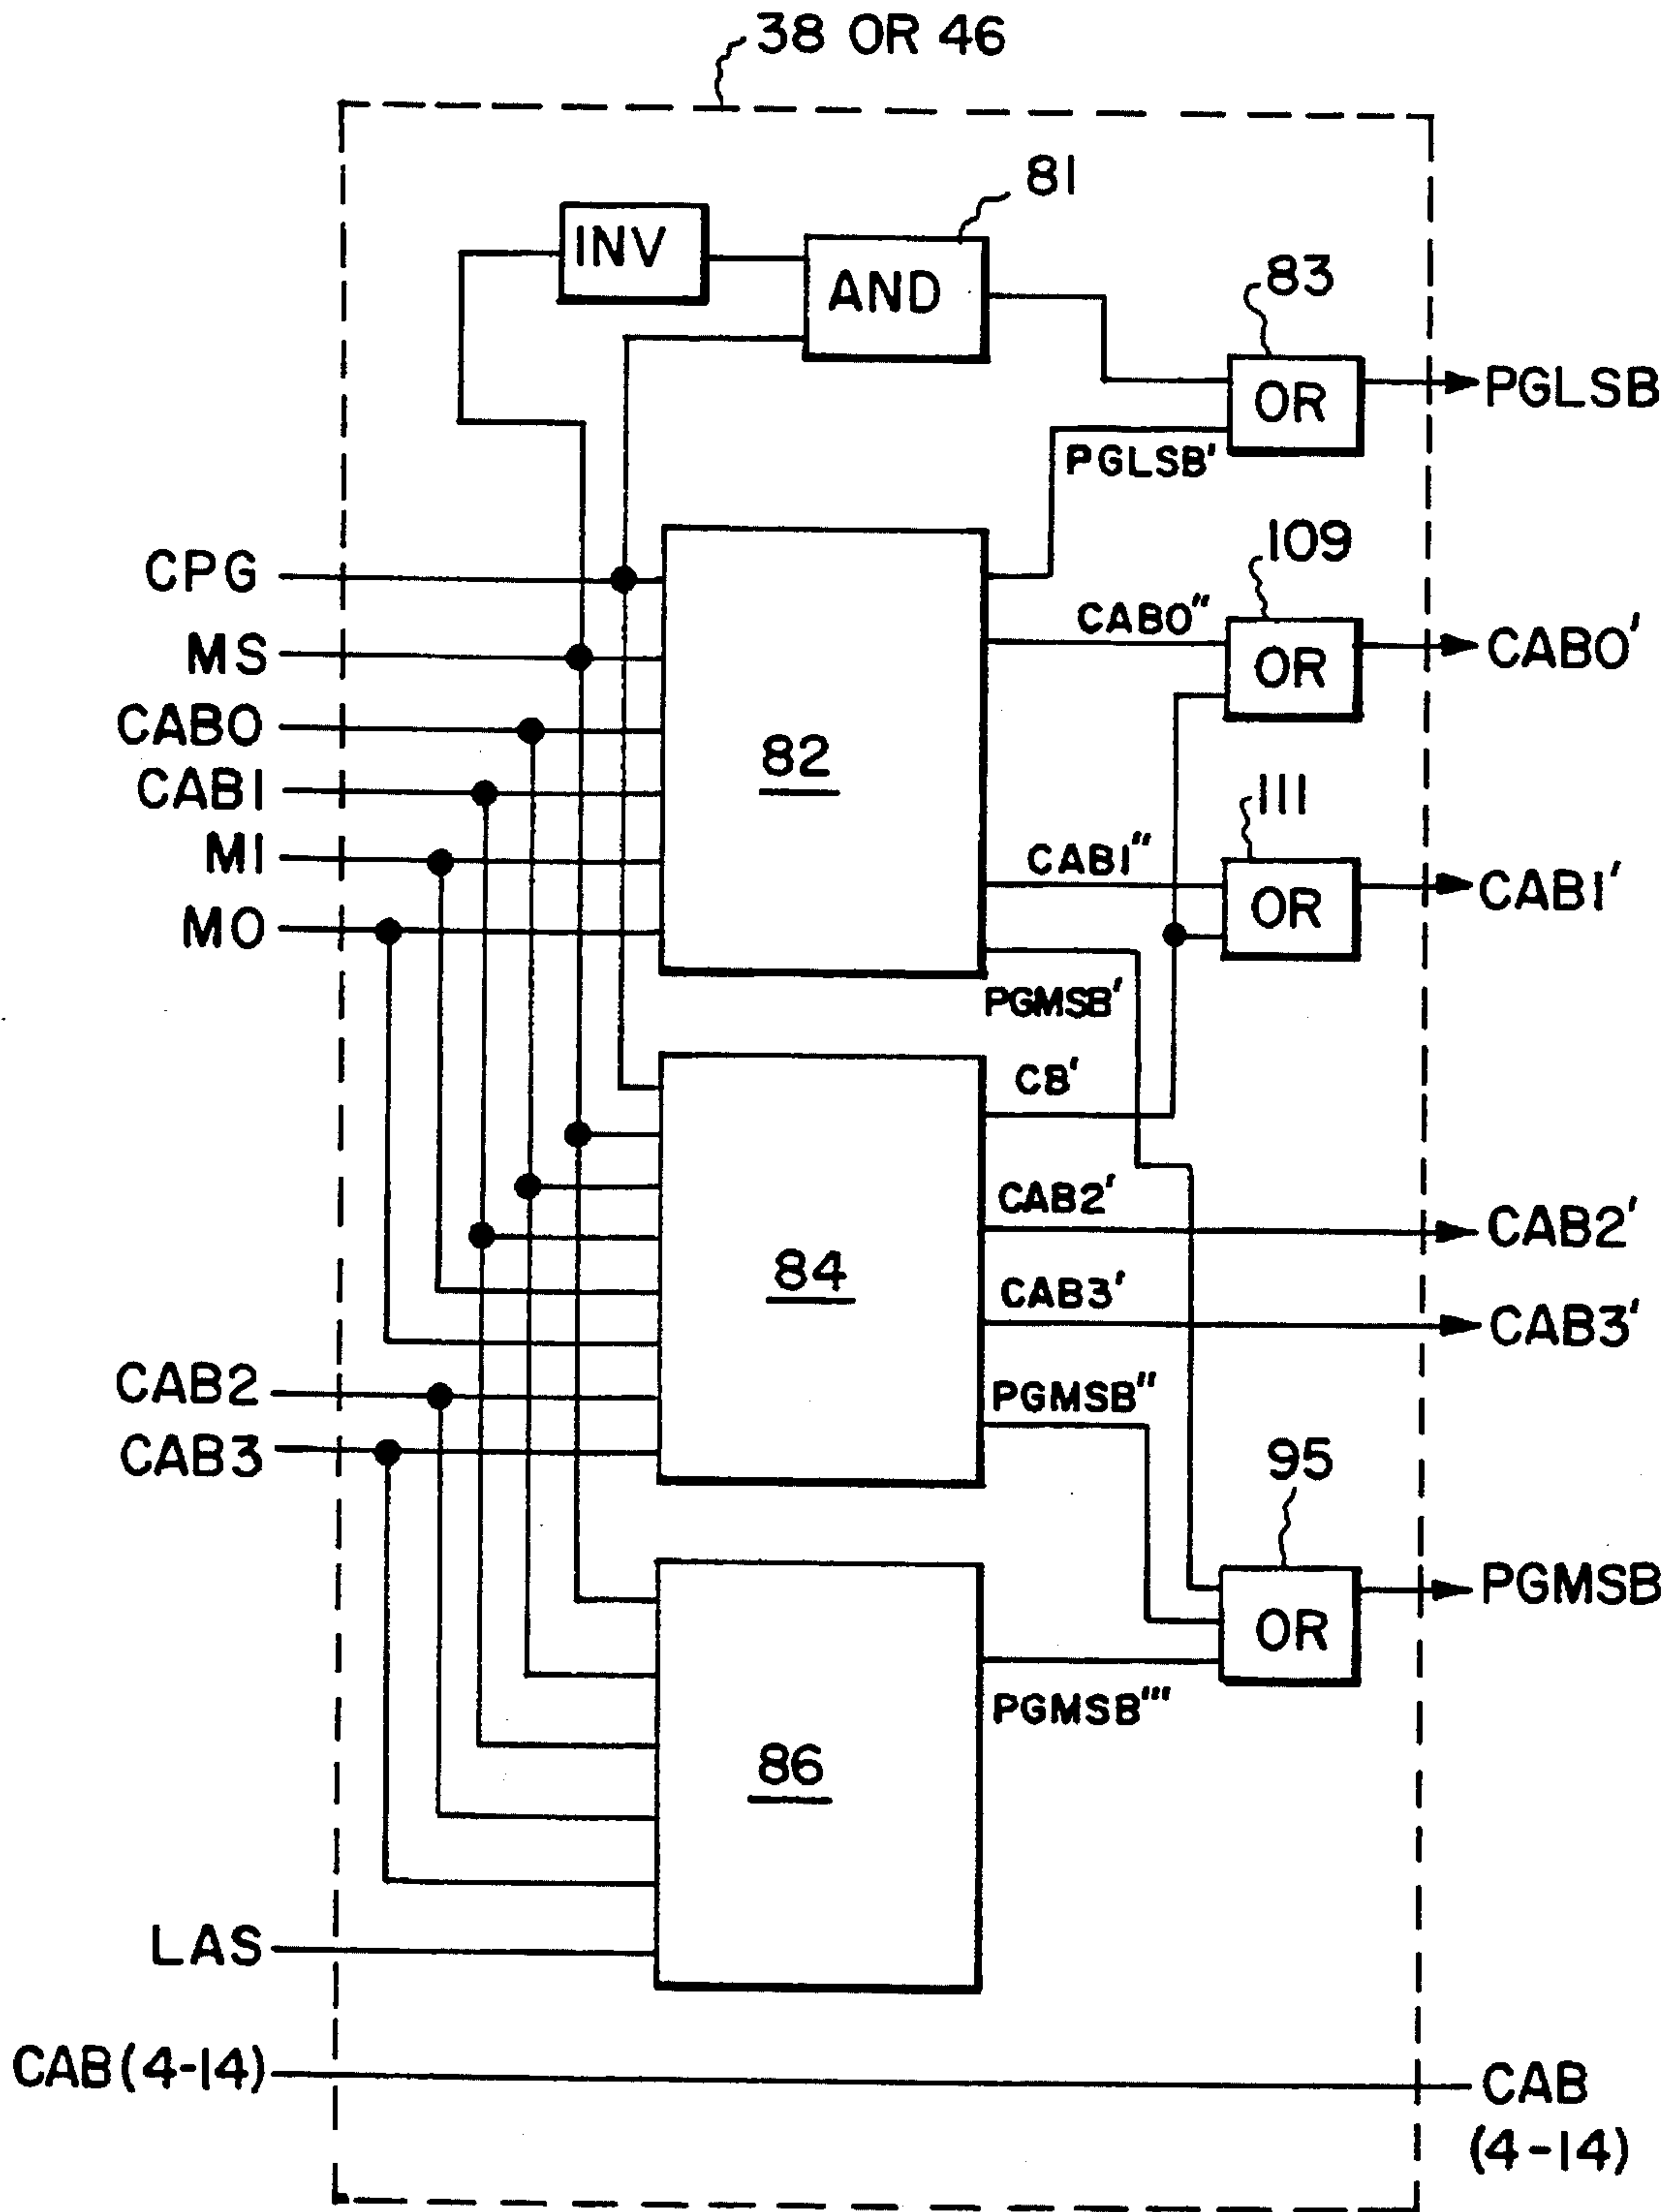 38 OR 46
81
INV
AND
83
OR
PGLSB
PGLSB'
109
CPG
CAB0"
OR
CAB0'
MS
CAB0
82
CAB1
111
M1
CAB1"
OR
CAB1'
M0
PGMSB'
CB'
CAB2'
CAB2'
84
CAB3'
CAB3'
CAB2
PGMSB"
CAB3
95
PGMSB
OR
PGMSB'''
86
LAS
CAB(4-14)
CAB
(4-14)